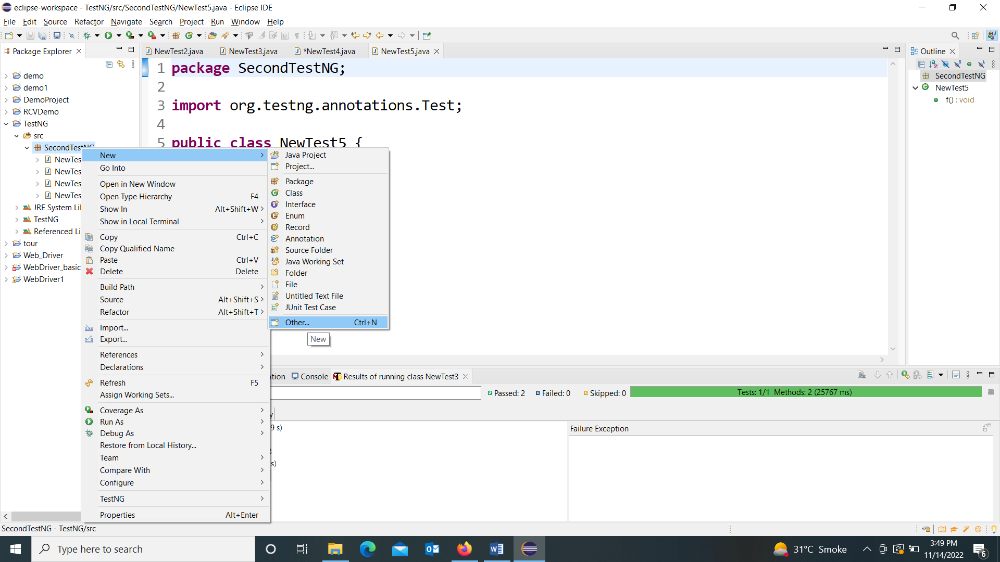 eclipse-workspace - TestNG/src/SecondTestNG/NewTest5.java - Eclipse IDE
File Edit Source Refactor Navigate Search Project Run Window Help
Package Explorer
NewTest2.java NewTest3.java *NewTest4.java NewTest5.java
Outline
demo
demo1
DemoProject
RCVDemo
TestNG
src
SecondTestNG
NewTes
NewTes
NewTes
NewTes
JRE System Li
TestNG
Referenced Li
tour
Web_Driver
WebDriver_basic
WebDriver1
1 package SecondTestNG;
2
3 import org.testng.annotations.Test;
4
5 public class NewTest5 {
SecondTestNG
NewTest5
f() : void
New
Go Into
Open in New Window
Open Type Hierarchy F4
Show In Alt+Shift+W
Show in Local Terminal
Copy Ctrl+C
Copy Qualified Name
Paste Ctrl+V
Delete Delete
Build Path
Source Alt+Shift+S
Refactor Alt+Shift+T
Import...
Export...
References
Declarations
Refresh F5
Assign Working Sets...
Coverage As
Run As
Debug As
Restore from Local History...
Team
Compare With
Configure
TestNG
Properties Alt+Enter
Java Project
Project...
Package
Class
Interface
Enum
Record
Annotation
Source Folder
Java Working Set
Folder
File
Untitled Text File
JUnit Test Case
Other... Ctrl+N
New
tion Console Results of running class NewTest3
Passed: 2 Failed: 0 Skipped: 0 Tests: 1/1 Methods: 2 (25767 ms)
9 s)
s)
Failure Exception
SecondTestNG - TestNG/src
Type here to search
31°C Smoke
3:49 PM
11/14/2022
6